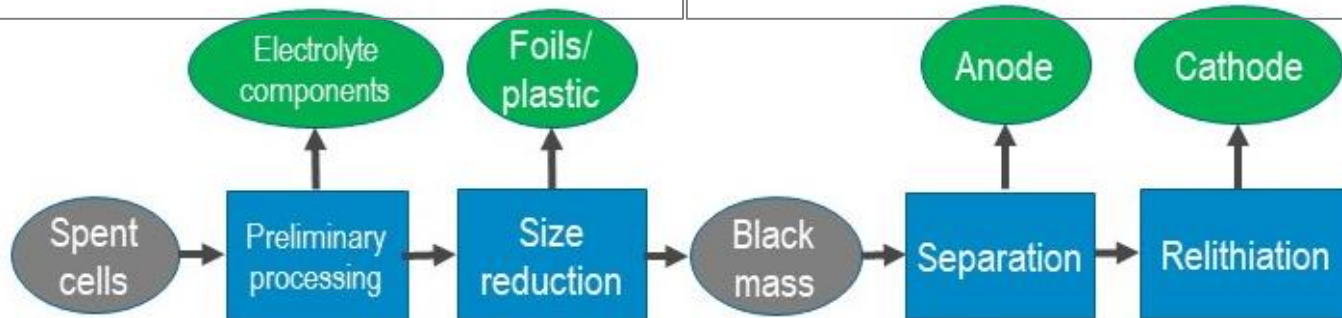 Electrolyte
components
Foils/
plastic
Anode
Cathode
Spent
cells
Preliminary
processing
Size
reduction
Black
mass
Separation
Relithiation